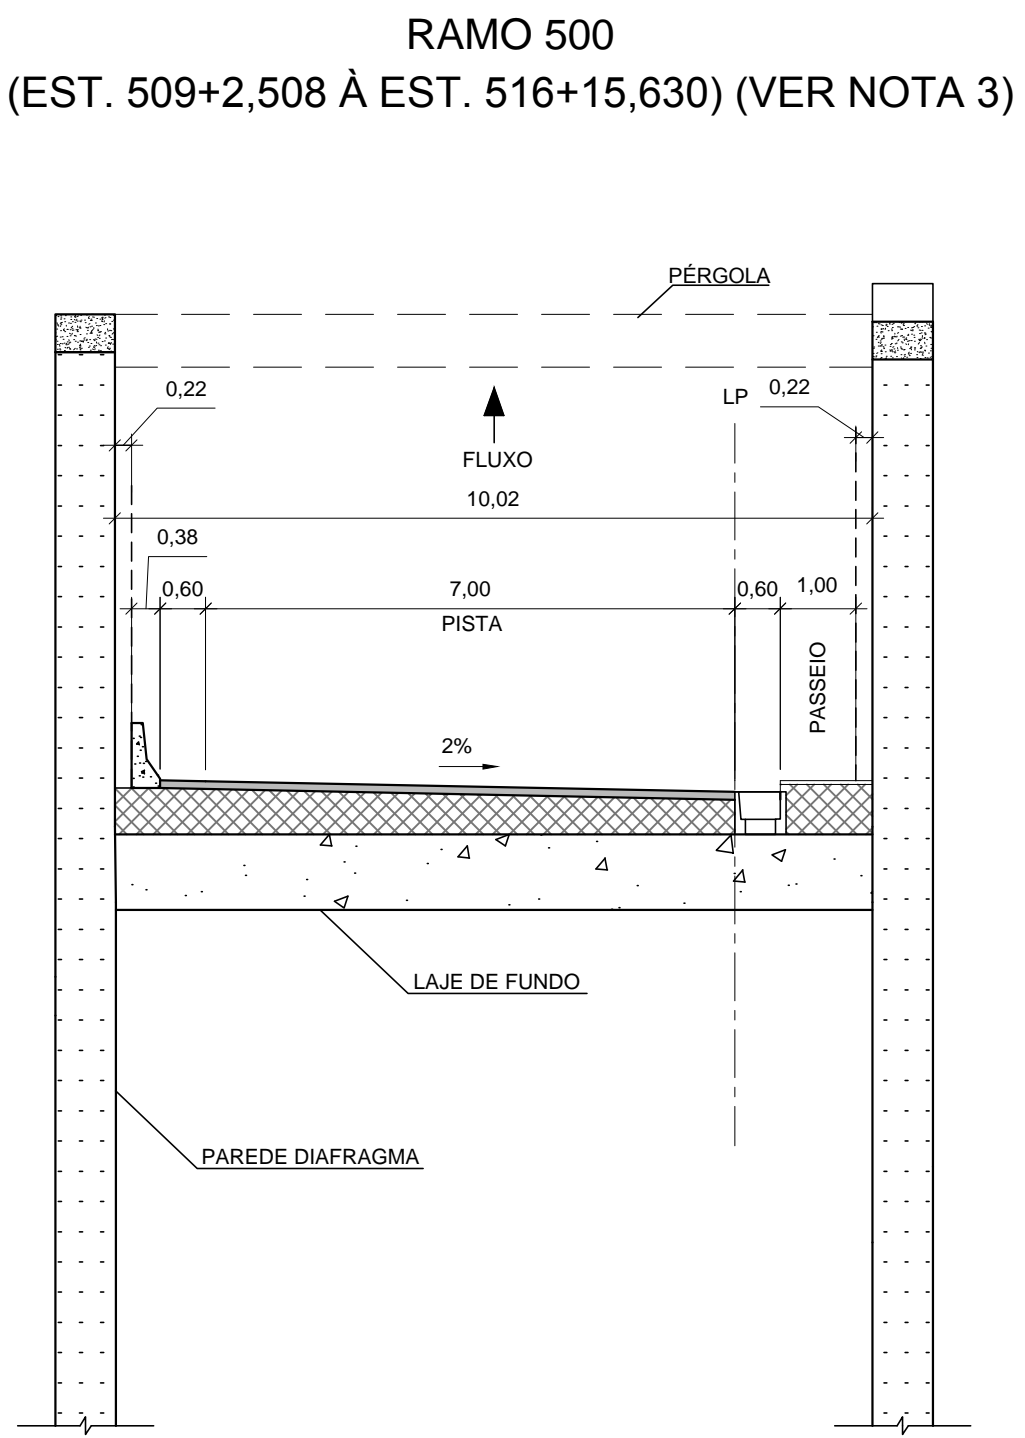 RAMO 500
(EST. 509+2,508 À EST. 516+15,630) (VER NOTA 3)
PÉRGOLA
0,22
LP
0,22
FLUXO
10,02
0,38
0,60
7,00
0,60
1,00
PISTA
PASSEIO
2%
LAJE DE FUNDO
PAREDE DIAFRAGMA